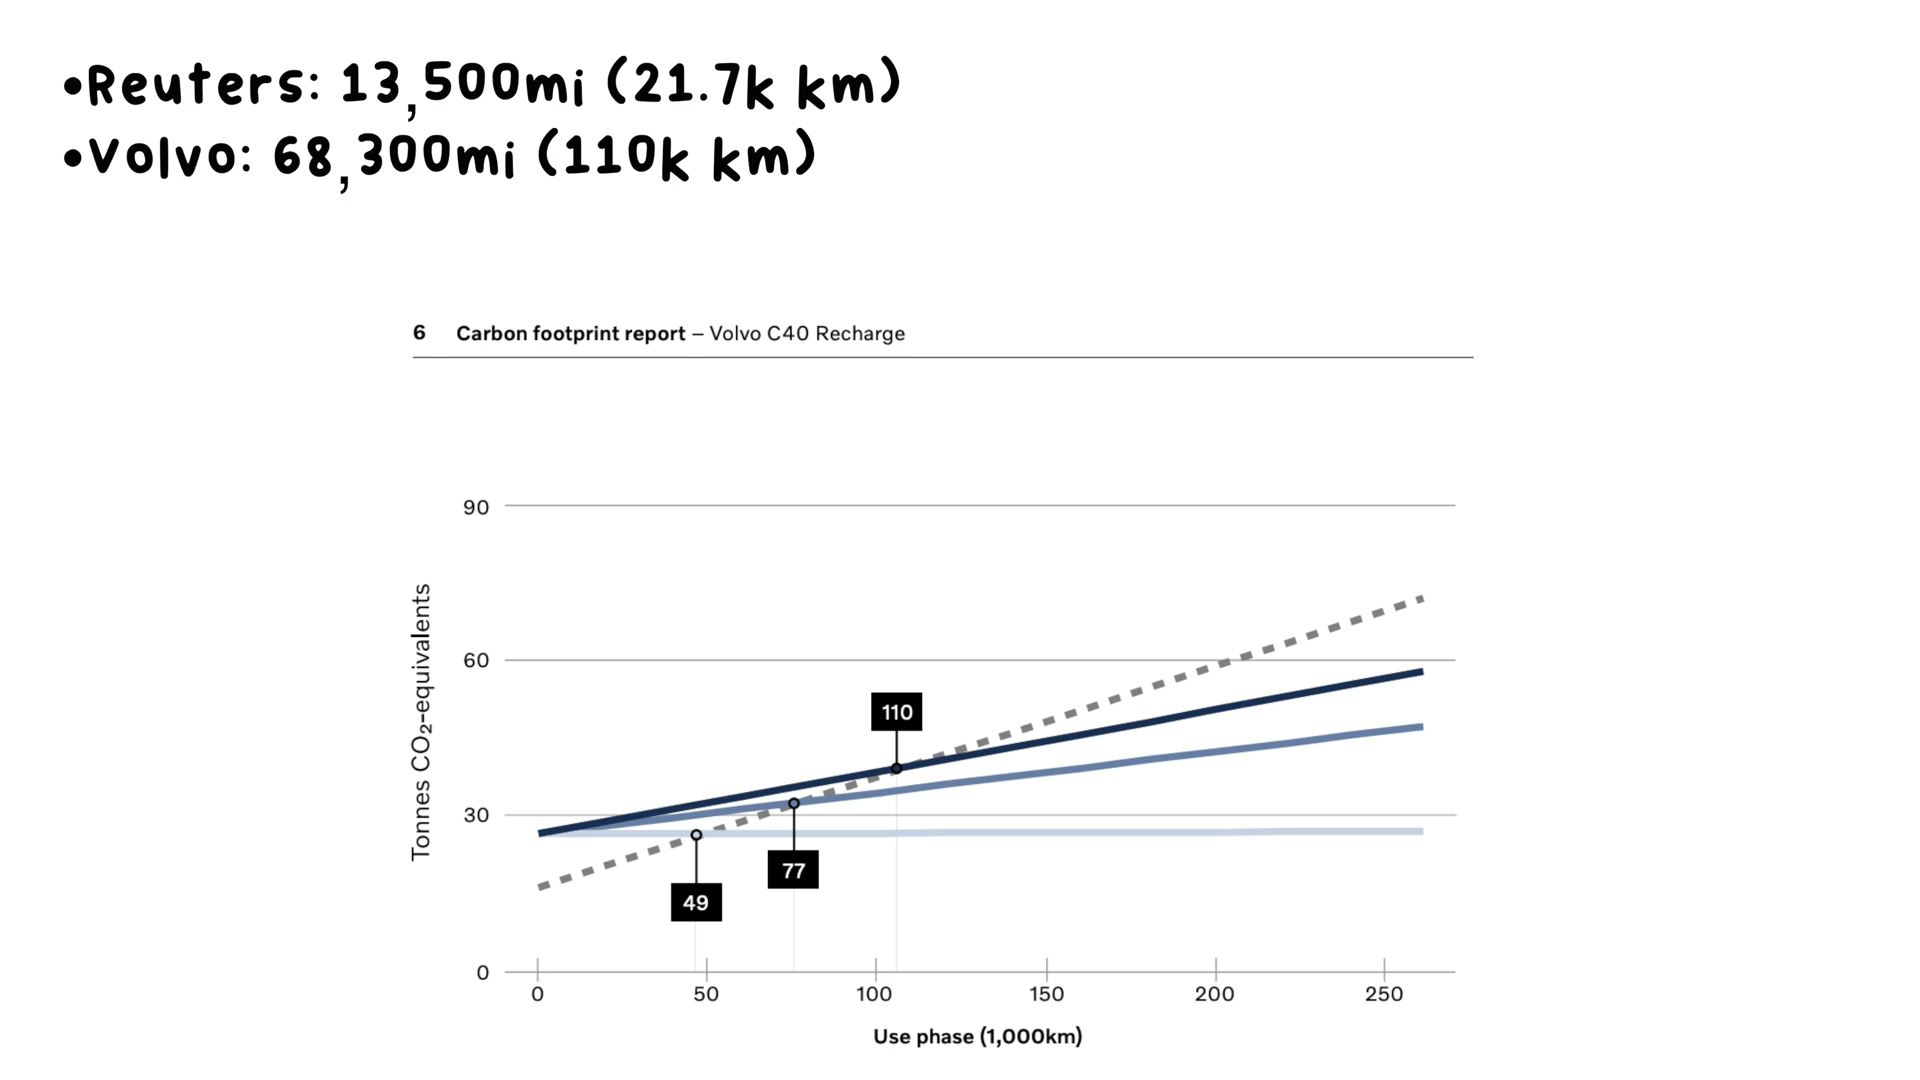 •Reuters: 13,500mi (21.7k km)
•Volvo: 68,300mi (110k km)
6 Carbon footprint report – Volvo C40 Recharge
Tonnes CO₂-equivalents
90
60
30
0
110
77
49
0 50 100 150 200 250
Use phase (1,000km)